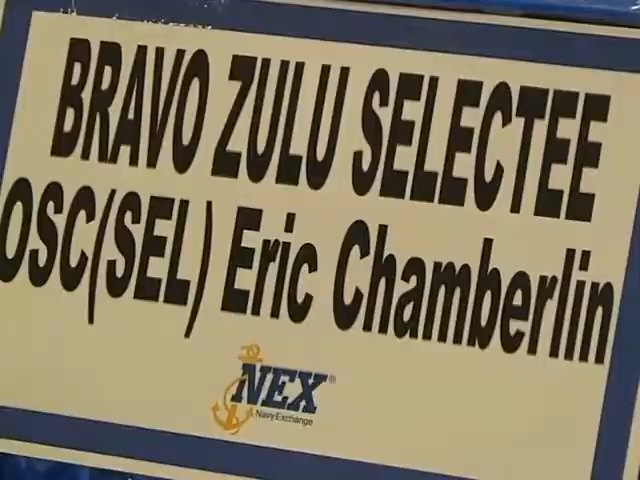 BRAVO ZULU SELECTEE
OSC(SEL) Eric Chamberlin
NEX®
Navy Exchange